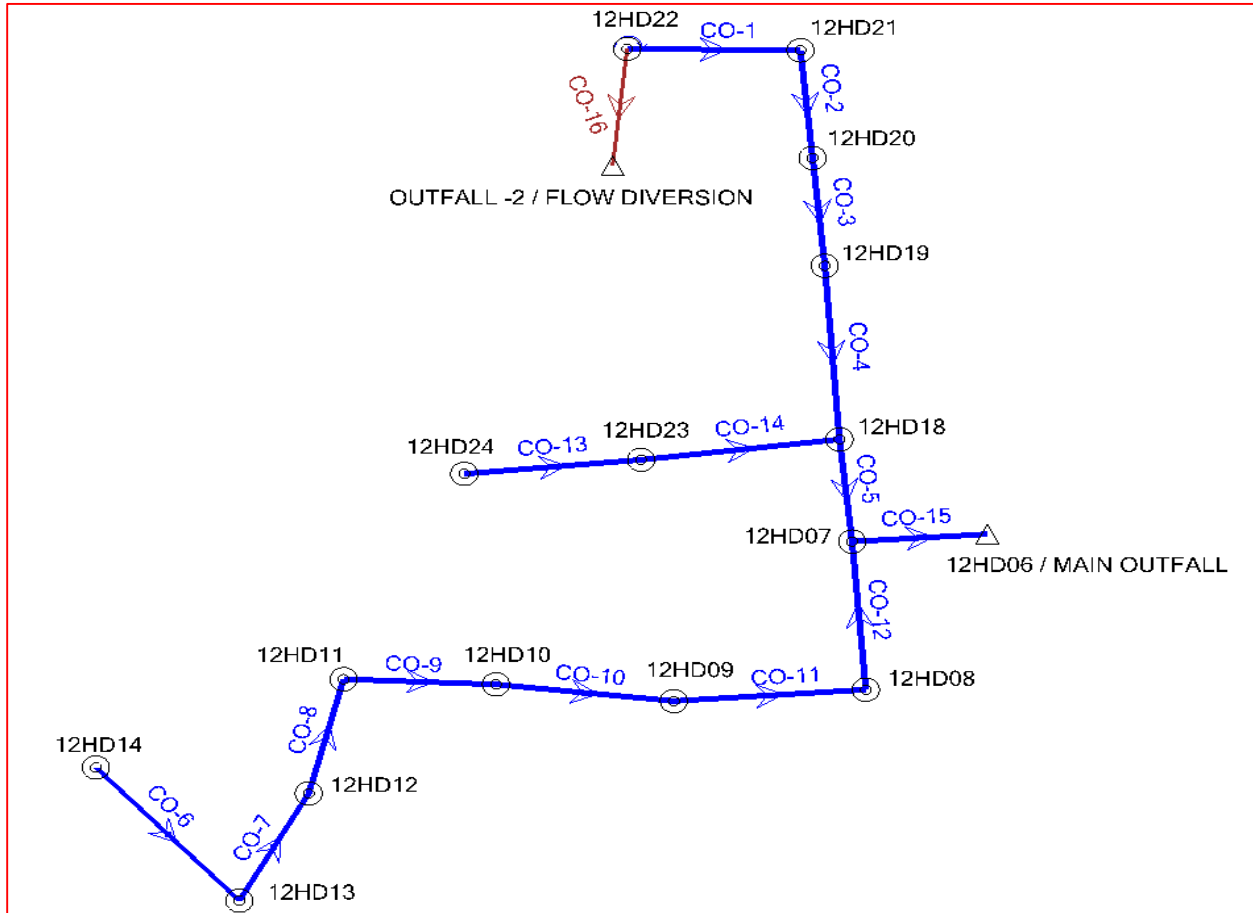 12HD22
CO-1
12HD21
CO-2
CO-16
12HD20
OUTFALL -2 / FLOW DIVERSION
CO-3
12HD19
CO-4
12HD24
CO-13
12HD23
CO-14
12HD18
CO-5
12HD07
CO-15
12HD06 / MAIN OUTFALL
CO-12
12HD11
CO-9
12HD10
CO-10
12HD09
CO-11
12HD08
CO-8
12HD14
CO-6
12HD12
CO-7
12HD13